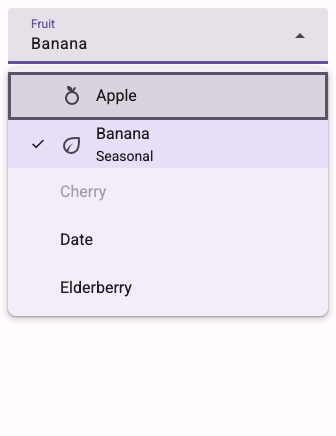 Fruit
Banana
Apple
Banana
Seasonal
Cherry
Date
Elderberry